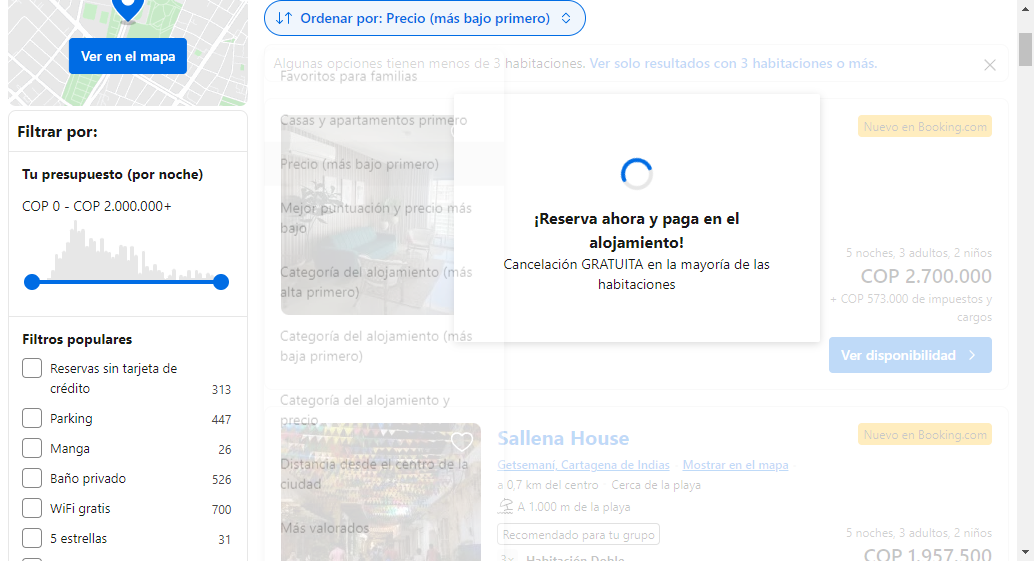 Ver en el mapa
Filtrar por:
Tu presupuesto (por noche)
COP 0 - COP 2.000.000+
Filtros populares
Reservas sin tarjeta de
crédito 313
Parking 447
Manga 26
Baño privado 526
WiFi gratis 700
5 estrellas 31
Ordenar por: Precio (más bajo primero)
Algunas opciones tienen menos de 3 habitaciones. Ver solo resultados con 3 habitaciones o más.
Favoritos para familias
Casas y apartamentos primero
Precio (más bajo primero)
Mejor puntuación y precio más
bajo
Categoría del alojamiento (más
alta primero)
Categoría del alojamiento (más
baja primero)
Categoría del alojamiento y
precio
Distancia desde el centro de la
ciudad
Más valorados
¡Reserva ahora y paga en el
alojamiento!
Cancelación GRATUITA en la mayoría de las
habitaciones
Nuevo en Booking.com
5 noches, 3 adultos, 2 niños
COP 2.700.000
+ COP 573.000 de impuestos y
cargos
Ver disponibilidad
Sallena House
Nuevo en Booking.com
Getsemaní, Cartagena de Indias Mostrar en el mapa
a 0,7 km del centro · Cerca de la playa
A 1.000 m de la playa
Recomendado para tu grupo
3× Habitación Doble
5 noches, 3 adultos, 2 niños
COP 1.957.500